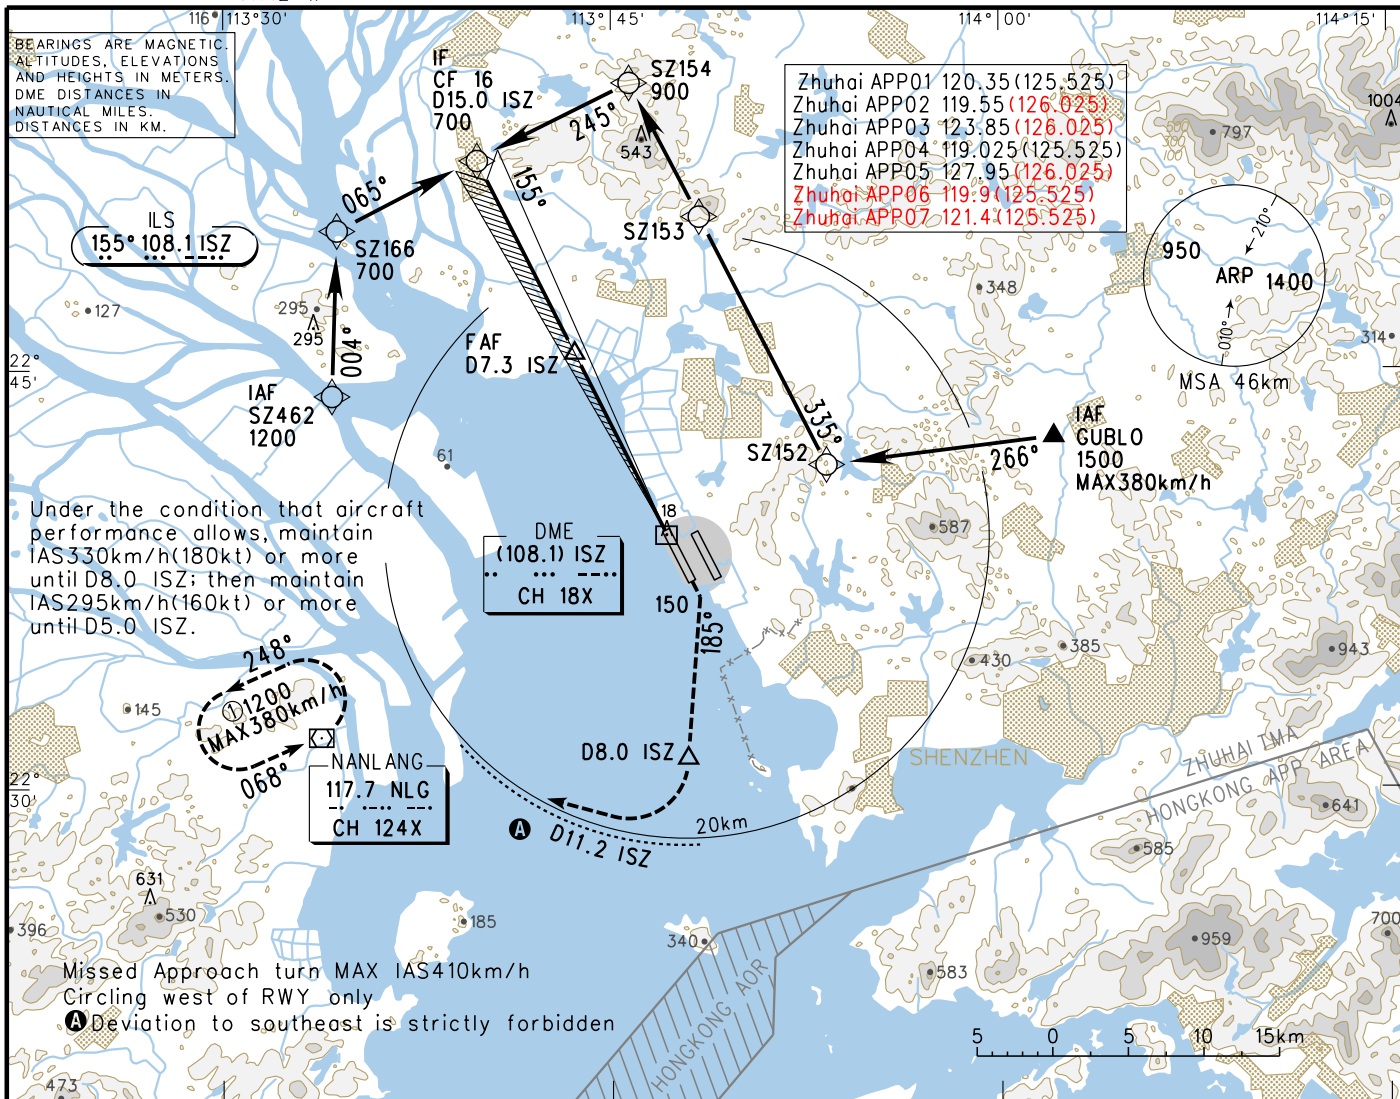 116
113°30'
113°45'
114°00'
114°15'
BEARINGS ARE MAGNETIC.
ALTITUDES, ELEVATIONS
AND HEIGHTS IN METERS.
DME DISTANCES IN
NAUTICAL MILES.
DISTANCES IN KM.
IF
CF 16
D15.0 ISZ
700
SZ154
900
245°
543
Zhuhai APP01 120.35(125.525)
Zhuhai APP02 119.55(126.025)
Zhuhai APP03 123.85(126.025)
Zhuhai APP04 119.025(125.525)
Zhuhai APP05 127.95(126.025)
Zhuhai APP06 119.9(125.525)
Zhuhai APP07 121.4(125.525)
1004
797
500
300
100
065°
155°
ILS
155° 108.1 ISZ
SZ166
700
SZ153
210°
950
ARP 1400
010°
MSA 46km
127
295
295
004°
348
314
FAF
D7.3 ISZ
22°
45'
IAF
SZ462
1200
335°
SZ152
IAF
GUBLO
1500
MAX380km/h
266°
61
Under the condition that aircraft
performance allows, maintain
IAS330km/h(180kt) or more
until D8.0 ISZ; then maintain
IAS295km/h(160kt) or more
until D5.0 ISZ.
18
DME
(108.1) ISZ
CH 18X
587
150
185°
430
385
943
248°
1 1200
MAX380km/h
068°
145
NANLANG
117.7 NLG
CH 124X
D8.0 ISZ
SHENZHEN
ZHUHAI TMA
HONGKONG APP AREA
22°
30'
20km
A
D11.2 ISZ
641
585
631
530
396
185
340
959
700
583
HONGKONG AOR
Missed Approach turn MAX IAS410km/h
Circling west of RWY only
A Deviation to southeast is strictly forbidden
5 0 5 10 15km
473